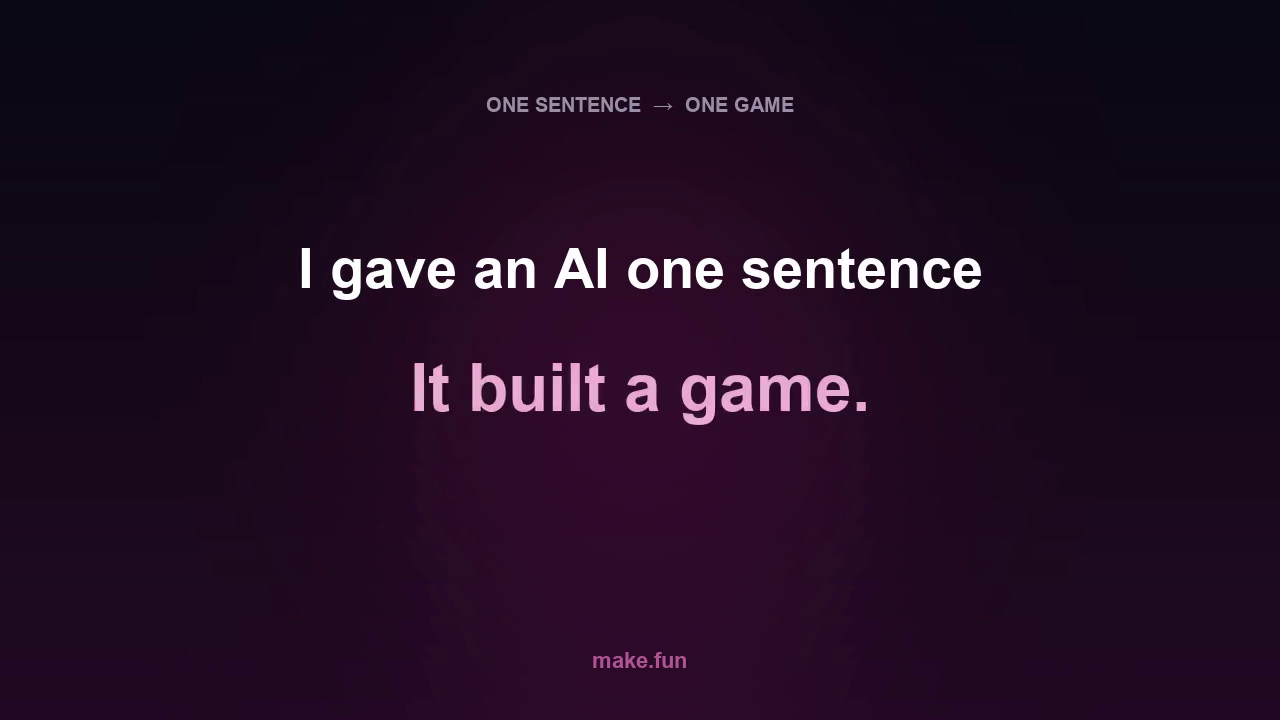 ONE SENTENCE → ONE GAME
I gave an AI one sentence
It built a game.
make.fun